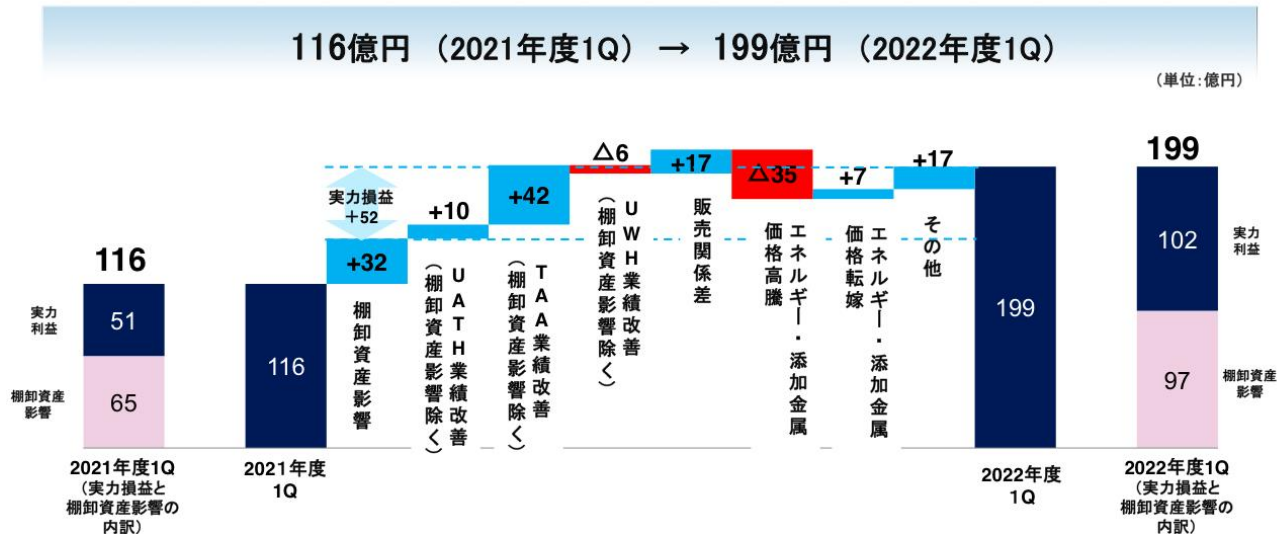 116億円 （2021年度1Q） → 199億円 （2022年度1Q）
（単位：億円）
116
実力
利益
51
棚卸資産
影響
65
2021年度1Q
（実力損益と
棚卸資産影響の
内訳）
116
2021年度
1Q
実力損益
＋52
+32
棚卸資産影響
+10
UATH業績改善
（棚卸資産影響除く）
+42
TAA業績改善
（棚卸資産影響除く）
△6
UWH業績改善
（棚卸資産影響除く）
+17
販売関係差
△35
エネルギー・添加金属
価格高騰
+7
エネルギー・添加金属
価格転嫁
+17
その他
199
2022年度
1Q
199
102
実力
利益
97
棚卸資産
影響
2022年度1Q
（実力損益と
棚卸資産影響の
内訳）